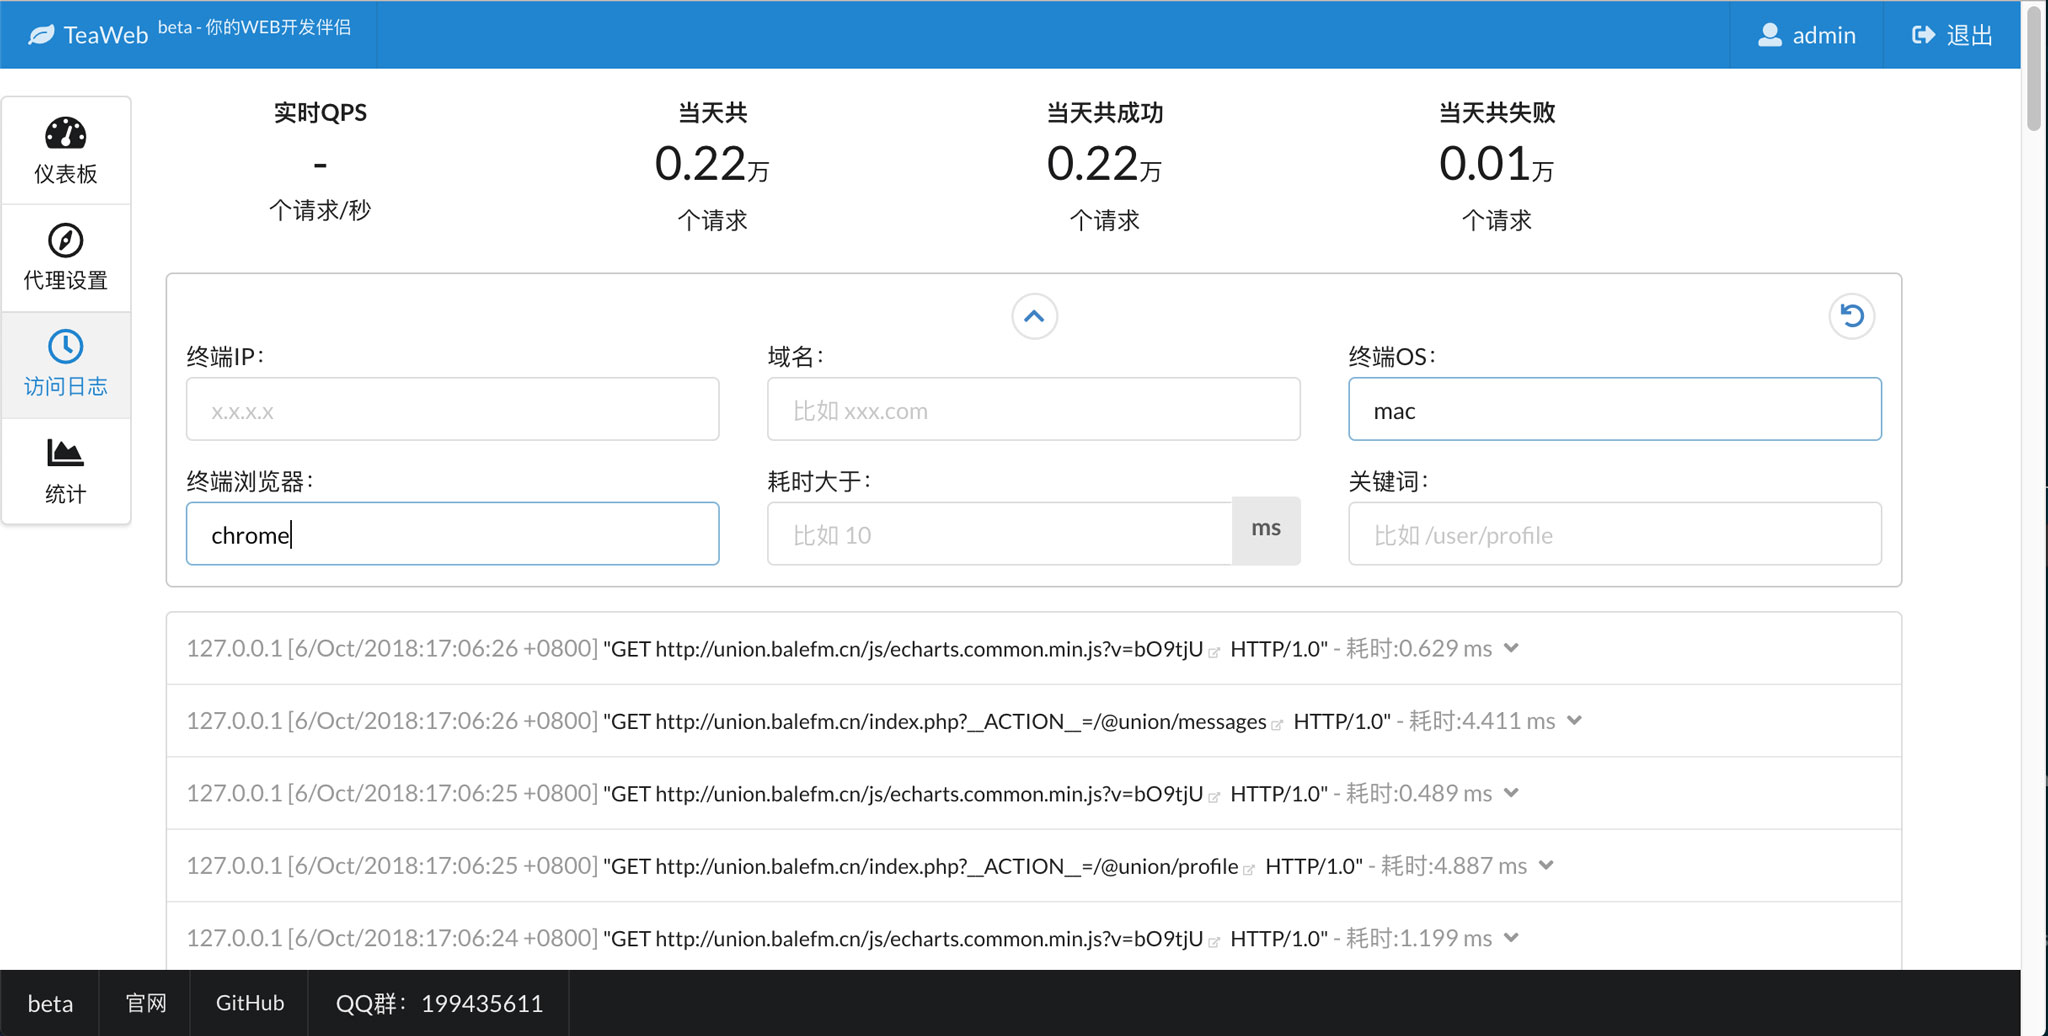 TeaWeb beta - 你的WEB开发伴侣
admin
退出
仪表板
代理设置
访问日志
统计
实时QPS
-
个请求/秒
当天共
0.22万
个请求
当天共成功
0.22万
个请求
当天共失败
0.01万
个请求
终端IP：
x.x.x.x
域名：
比如 xxx.com
终端OS：
mac
终端浏览器：
chrome
耗时大于：
比如 10
ms
关键词：
比如 /user/profile
127.0.0.1 [6/Oct/2018:17:06:26 +0800] "GET http://union.balefm.cn/js/echarts.common.min.js?v=bO9tjU HTTP/1.0" - 耗时:0.629 ms
127.0.0.1 [6/Oct/2018:17:06:26 +0800] "GET http://union.balefm.cn/index.php?__ACTION__=/@union/messages HTTP/1.0" - 耗时:4.411 ms
127.0.0.1 [6/Oct/2018:17:06:25 +0800] "GET http://union.balefm.cn/js/echarts.common.min.js?v=bO9tjU HTTP/1.0" - 耗时:0.489 ms
127.0.0.1 [6/Oct/2018:17:06:25 +0800] "GET http://union.balefm.cn/index.php?__ACTION__=/@union/profile HTTP/1.0" - 耗时:4.887 ms
127.0.0.1 [6/Oct/2018:17:06:24 +0800] "GET http://union.balefm.cn/js/echarts.common.min.js?v=bO9tjU HTTP/1.0" - 耗时:1.199 ms
beta
官网
GitHub
QQ群：199435611